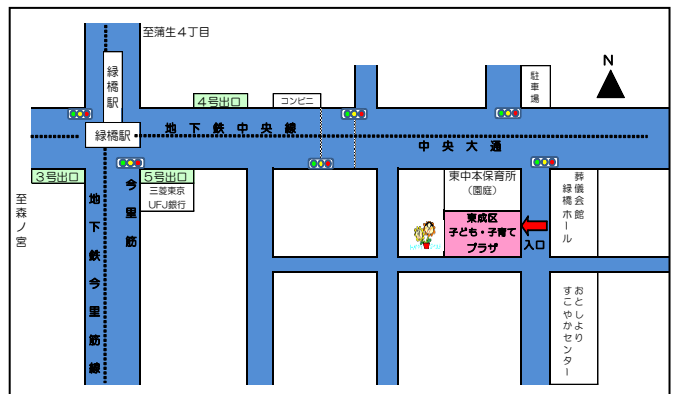 至蒲生4丁目
N
緑橋駅
4号出口
コンビニ
駐車場
緑橋駅
地下鉄中央線
中央大通
3号出口
5号出口
三菱東京
UFJ銀行
今里筋
地下鉄今里筋線
至森ノ宮
東中本保育所
(園庭)
東成区
子ども・子育て
プラザ
入口
葬儀会館
緑橋ホール
おとしより
すこやかセンター